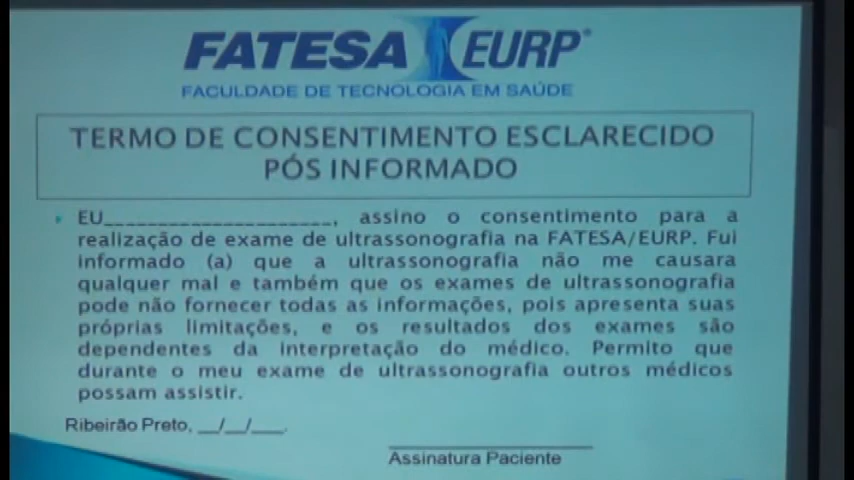 FATESA EURP®
FACULDADE DE TECNOLOGIA EM SAÚDE
TERMO DE CONSENTIMENTO ESCLARECIDO
PÓS INFORMADO
EU_____________________, assino o consentimento para a
realização de exame de ultrassonografia na FATESA/EURP. Fui
informado (a) que a ultrassonografia não me causara
qualquer mal e também que os exames de ultrassonografia
pode não fornecer todas as informações, pois apresenta suas
próprias limitações, e os resultados dos exames são
dependentes da interpretação do médico. Permito que
durante o meu exame de ultrassonografia outros médicos
possam assistir.
Ribeirão Preto, __/__/___.
Assinatura Paciente